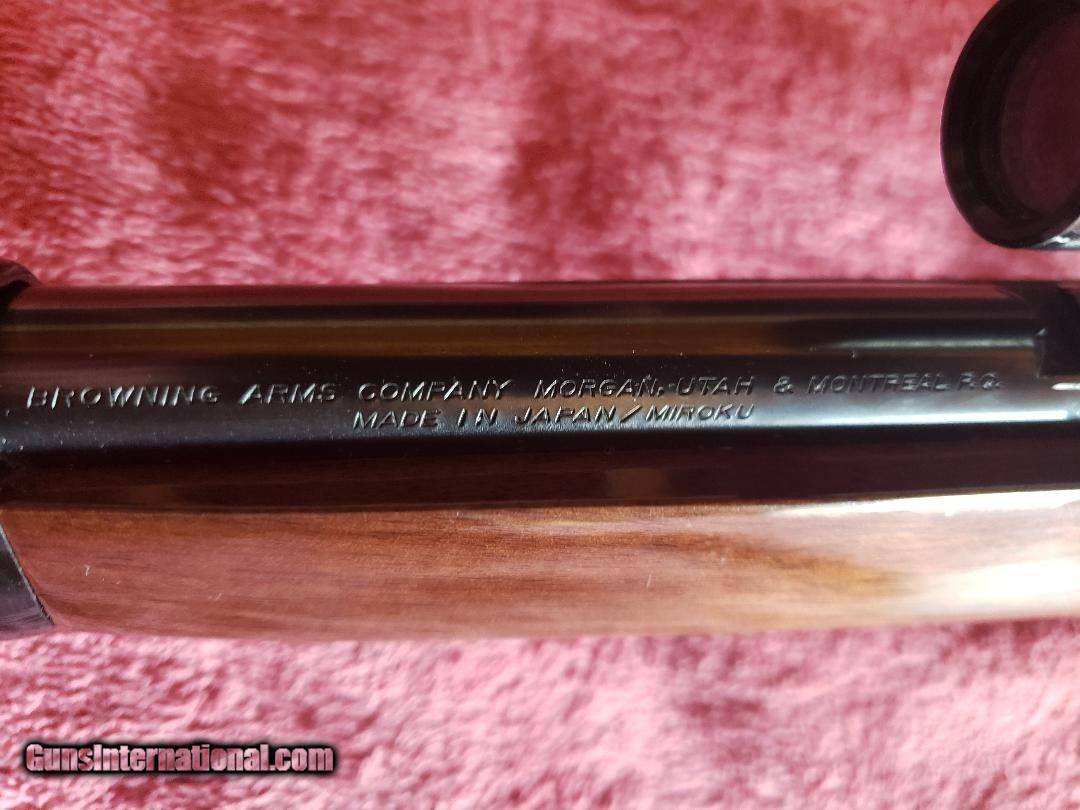 BROWNING ARMS COMPANY MORGAN, UTAH & MONTREAL P.Q.
MADE IN JAPAN/MIROKU
GunsInternational.com